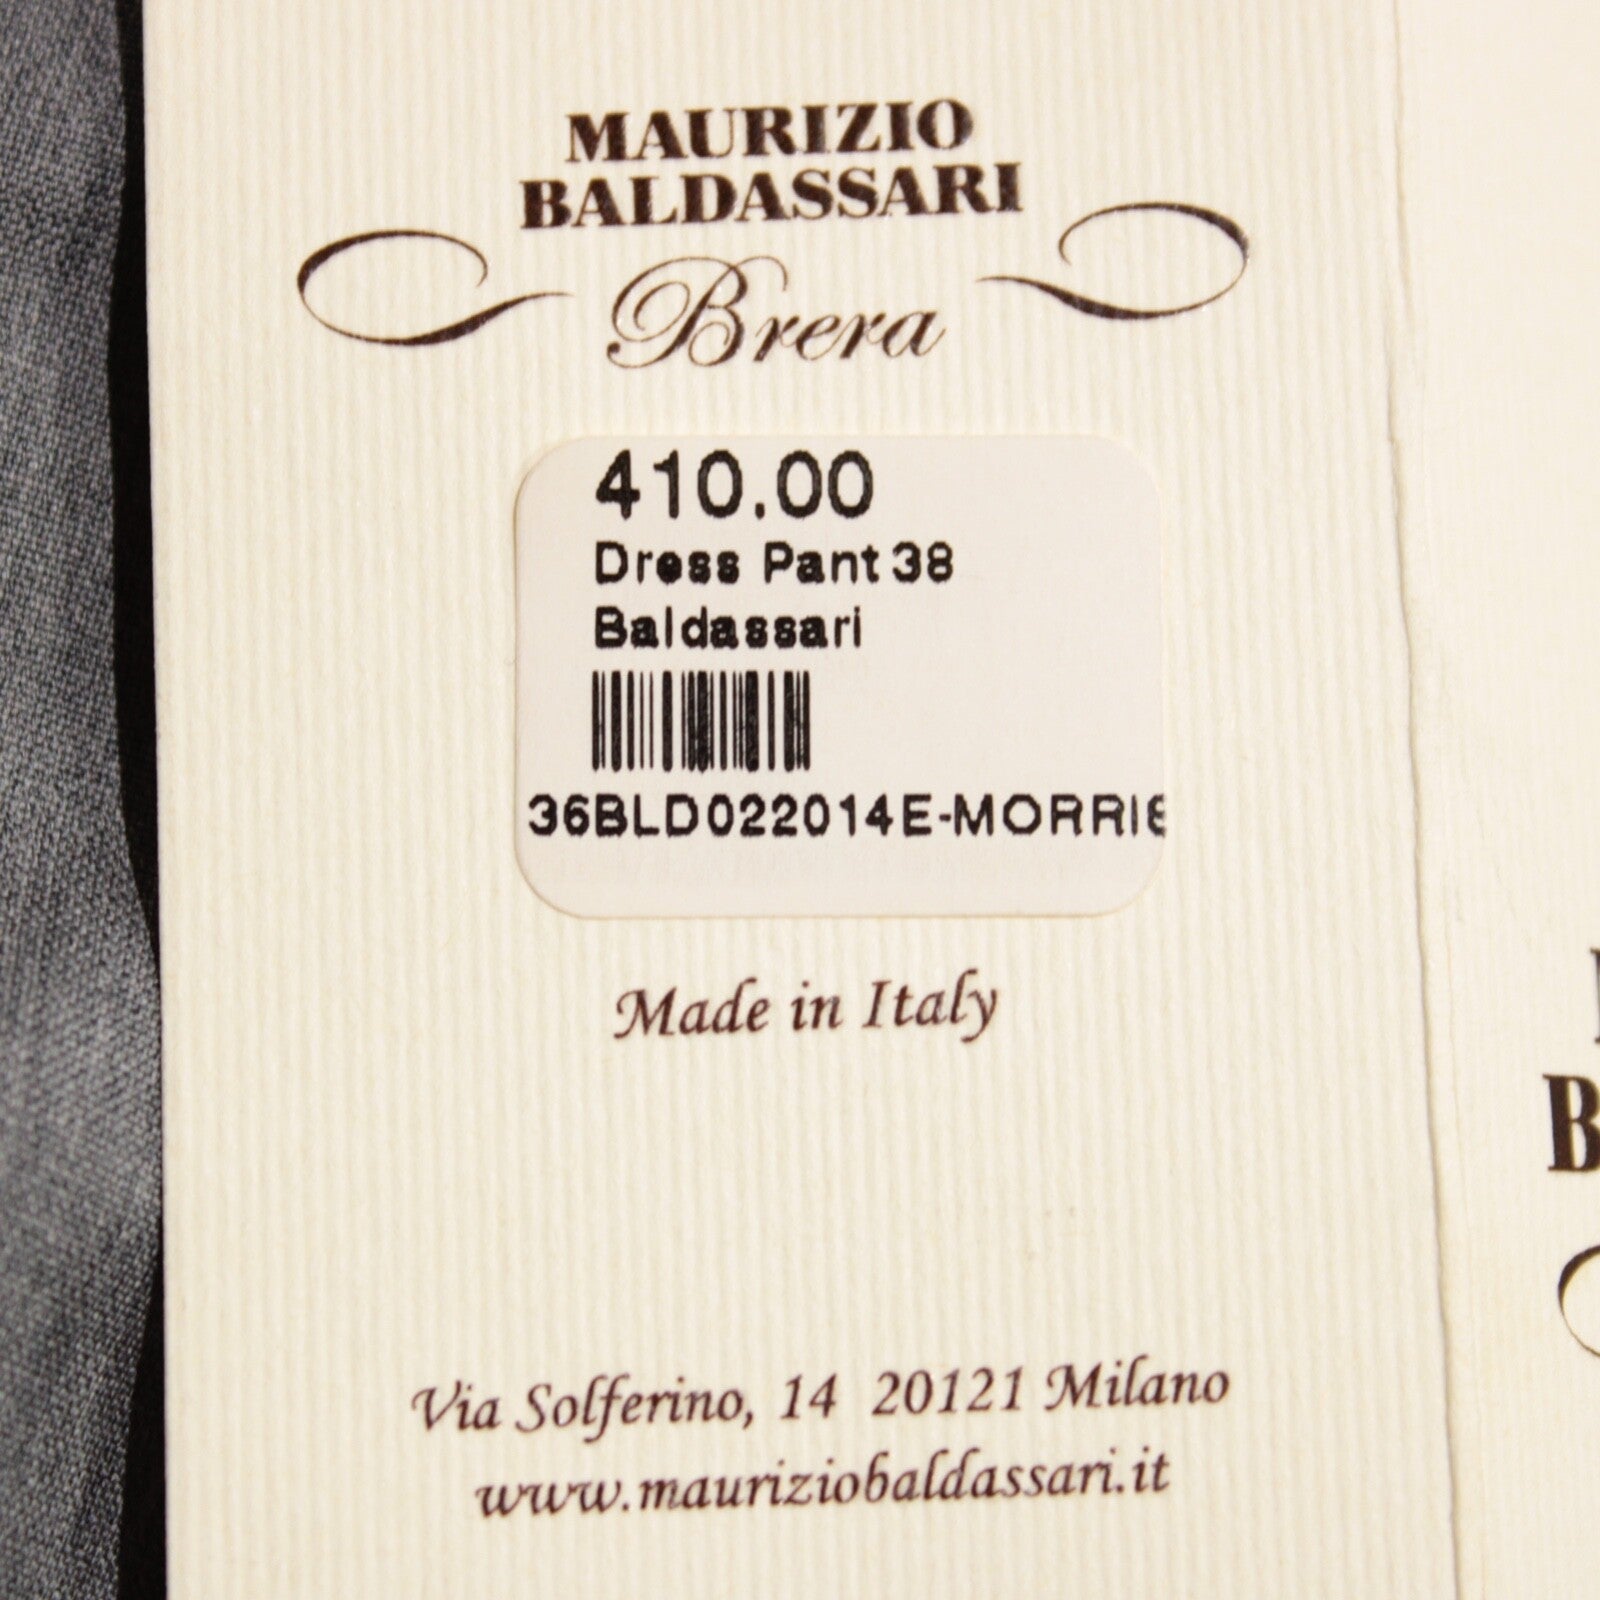 MAURIZIO
BALDASSARI
Brera
410.00
Dress Pant 38
Baldassari
36BLD022014E-MORRIS
Made in Italy
Via Solferino, 14 20121 Milano
www.mauriziobaldassari.it
B